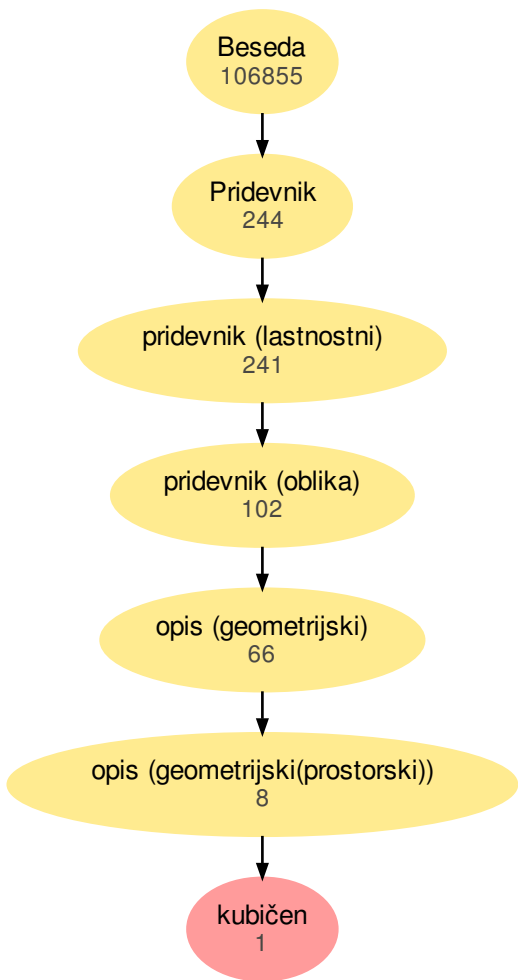 Beseda
106855
Pridevnik
244
pridevnik (lastnostni)
241
pridevnik (oblika)
102
opis (geometrijski)
66
opis (geometrijski(prostorski))
8
kubičen
1